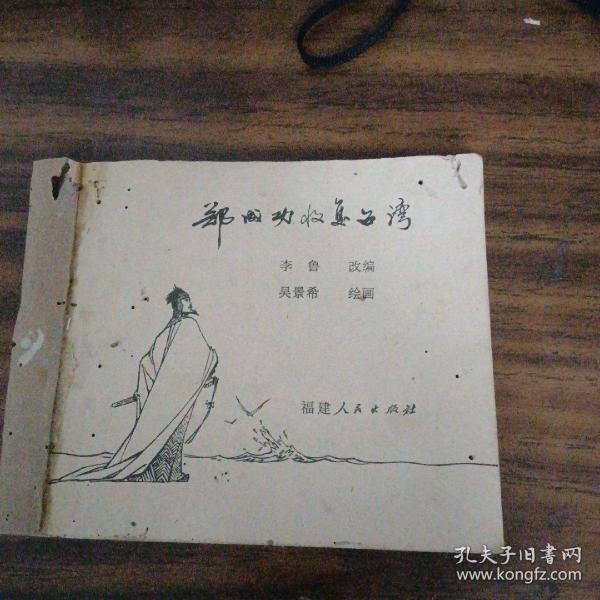 郑成功收复台湾
李鲁 改编
吴景希 绘画
福建人民出版社
孔夫子旧书网
www.kongfz.com